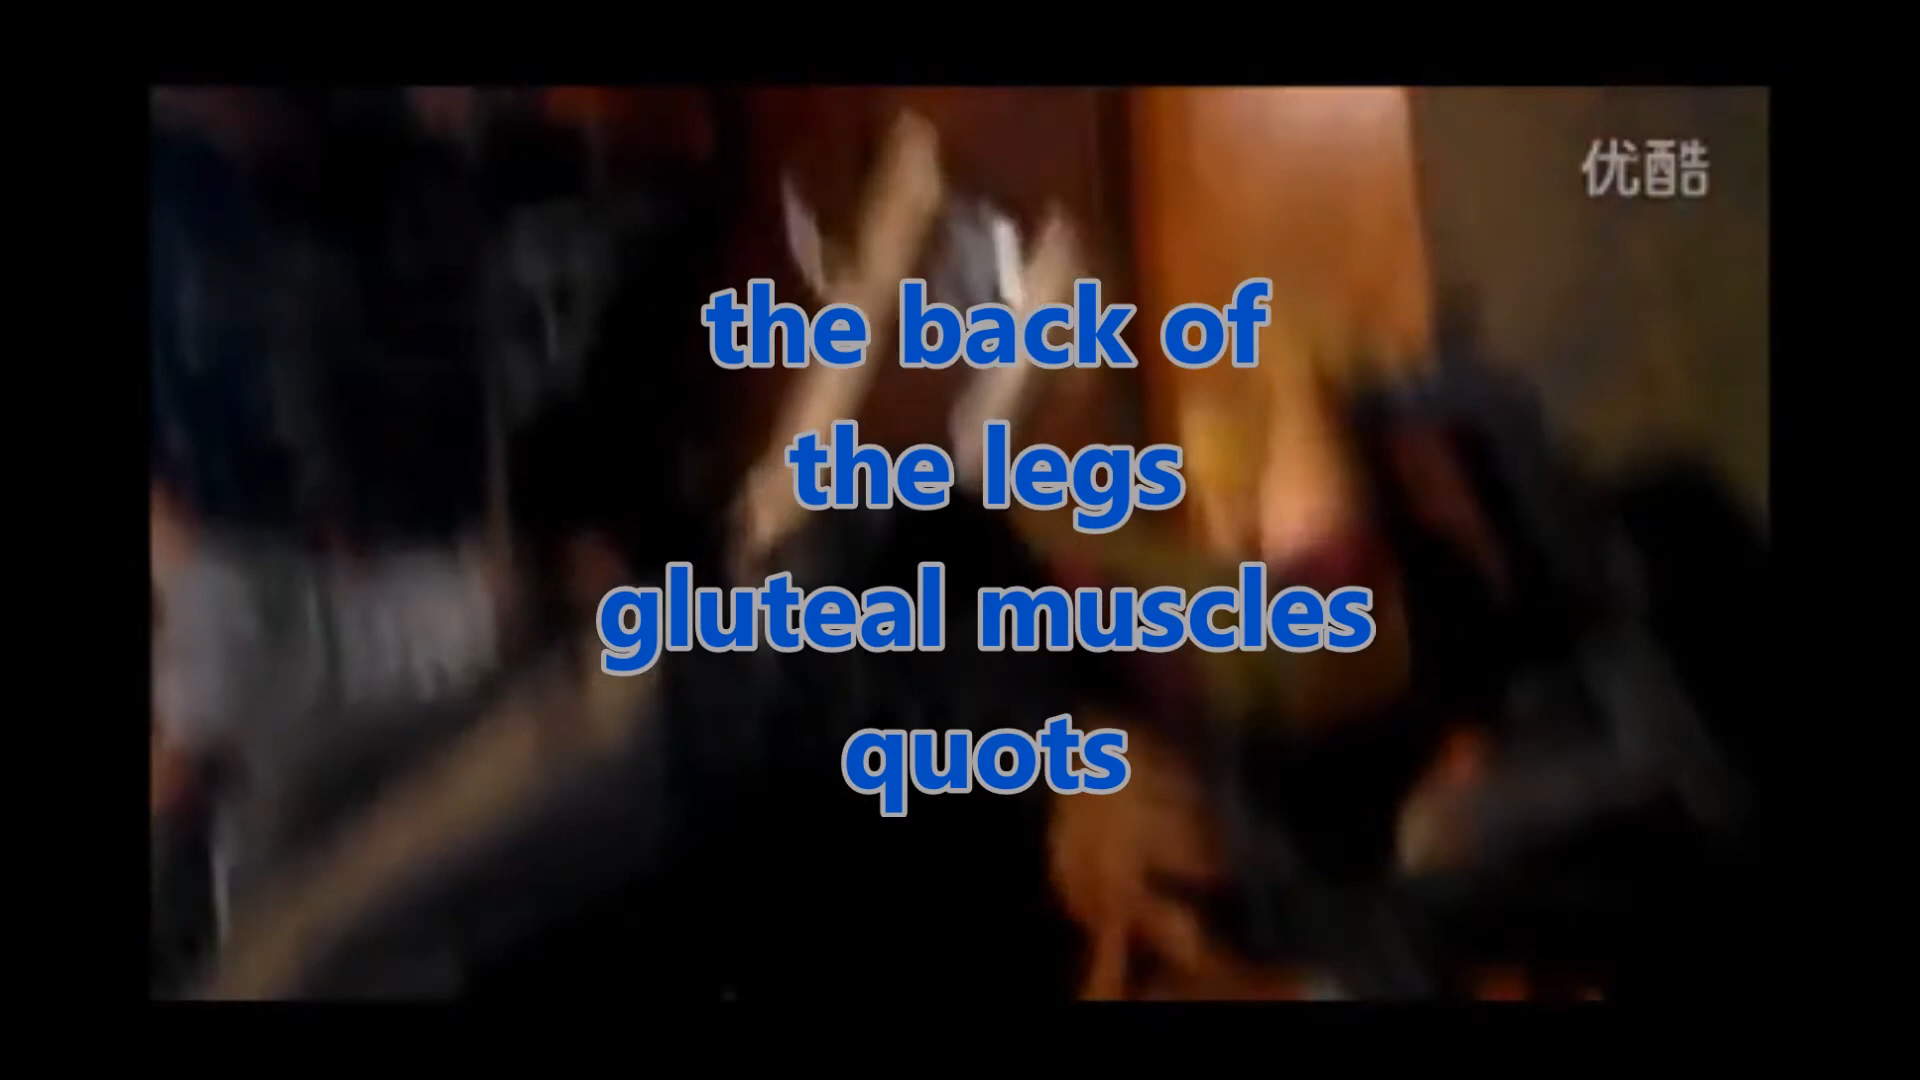 优酷
the back of
the legs
gluteal muscles
quots